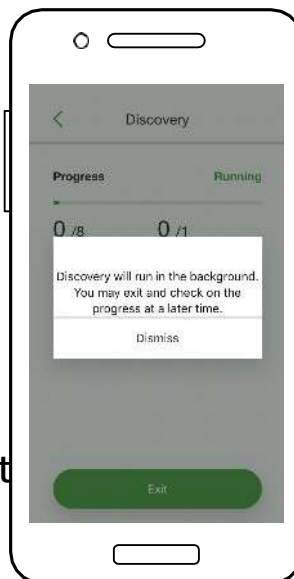 Discovery
Progress Running
0 /8 0 /1
Discovery will run in the background.
You may exit and check on the
progress at a later time.
Dismiss
t
Exit